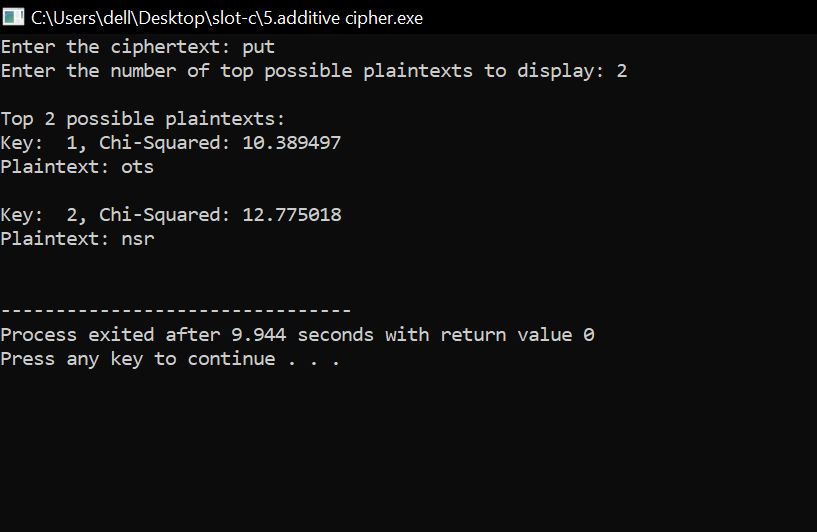 C:\Users\dell\Desktop\slot-c\5.additive cipher.exe
Enter the ciphertext: put
Enter the number of top possible plaintexts to display: 2
Top 2 possible plaintexts:
Key:  1, Chi-Squared: 10.389497
Plaintext: ots
Key:  2, Chi-Squared: 12.775018
Plaintext: nsr
--------------------------------
Process exited after 9.944 seconds with return value 0
Press any key to continue . . .